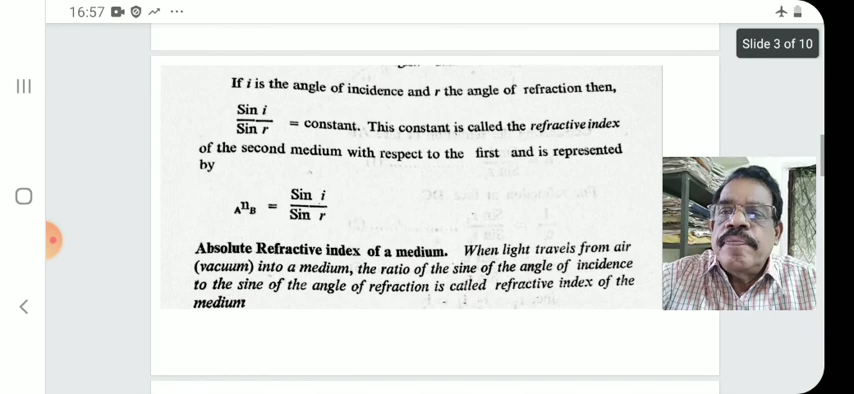 16:57
Slide 3 of 10
If i is the angle of incidence and r the angle of refraction then,
Sin i
Sin r
= constant. This constant is called the refractive index
of the second medium with respect to the first and is represented
by
AnB = Sin i
Sin r
Absolute Refractive index of a medium. When light travels from air
(vacuum) into a medium, the ratio of the sine of the angle of incidence
to the sine of the angle of refraction is called refractive index of the
medium